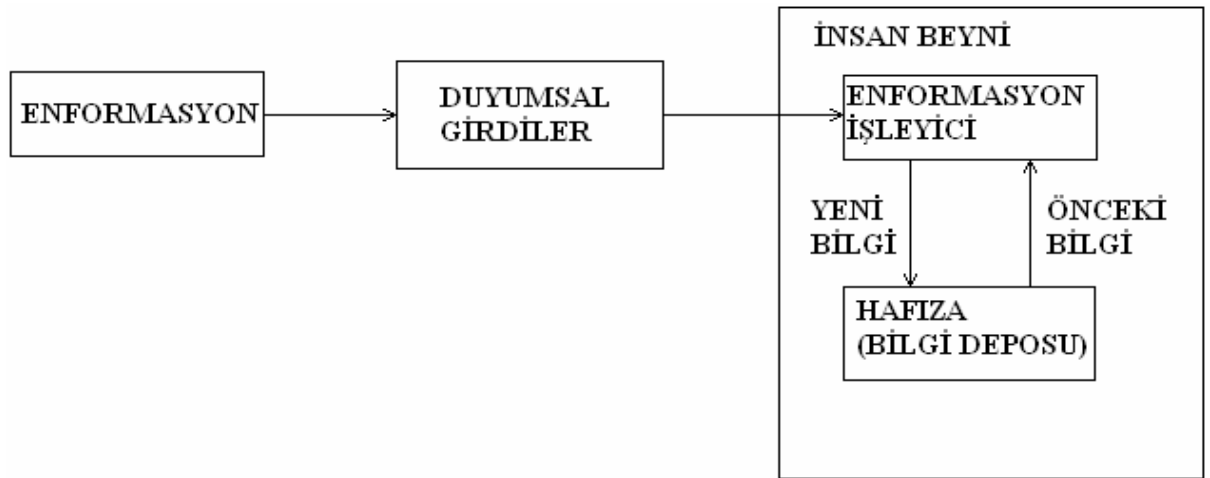 ENFORMASYON
DUYUMSAL
GİRDİLER
İNSAN BEYNİ
ENFORMASYON
İŞLEYİCİ
YENİ
BİLGİ
ÖNCEKİ
BİLGİ
HAFIZA
(BİLGİ DEPOSU)